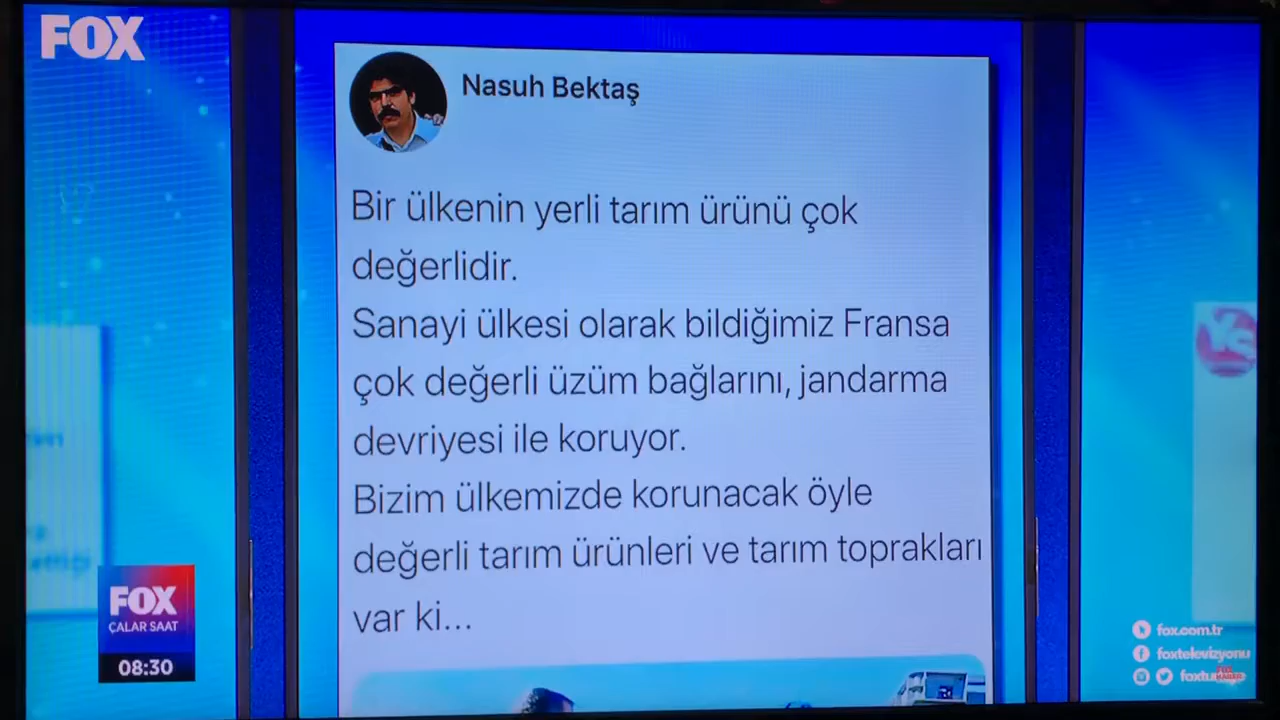 FOX
Nasuh Bektaş
Bir ülkenin yerli tarım ürünü çok
değerlidir.
Sanayi ülkesi olarak bildiğimiz Fransa
çok değerli üzüm bağlarını, jandarma
devriyesi ile koruyor.
Bizim ülkemizde korunacak öyle
değerli tarım ürünleri ve tarım toprakları
var ki...
FOX
ÇALAR SAAT
08:30
fox.com.tr
foxtelevizyonu